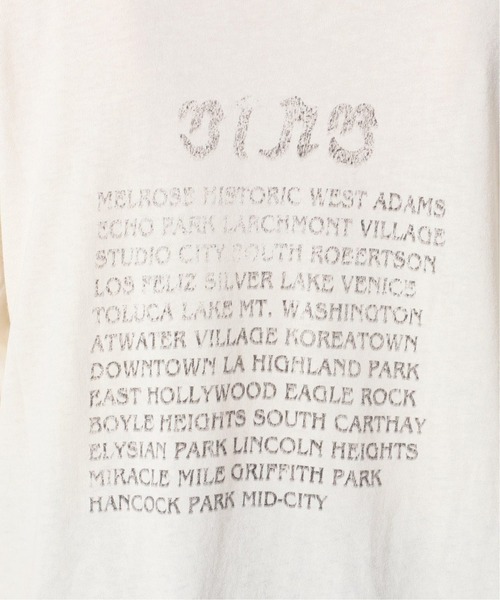 MELROSE HISTORIC WEST ADAMS
ECHO PARK LARCHMONT VILLAGE
STUDIO CITY SOUTH ROBERTSON
LOS FELIZ SILVER LAKE VENICE
TOLUCA LAKE MT. WASHINGTON
ATWATER VILLAGE KOREATOWN
DOWNTOWN LA HIGHLAND PARK
EAST HOLLYWOOD EAGLE ROCK
BOYLE HEIGHTS SOUTH CARTHAY
ELYSIAN PARK LINCOLN HEIGHTS
MIRACLE MILE GRIFFITH PARK
HANCOCK PARK MID-CITY